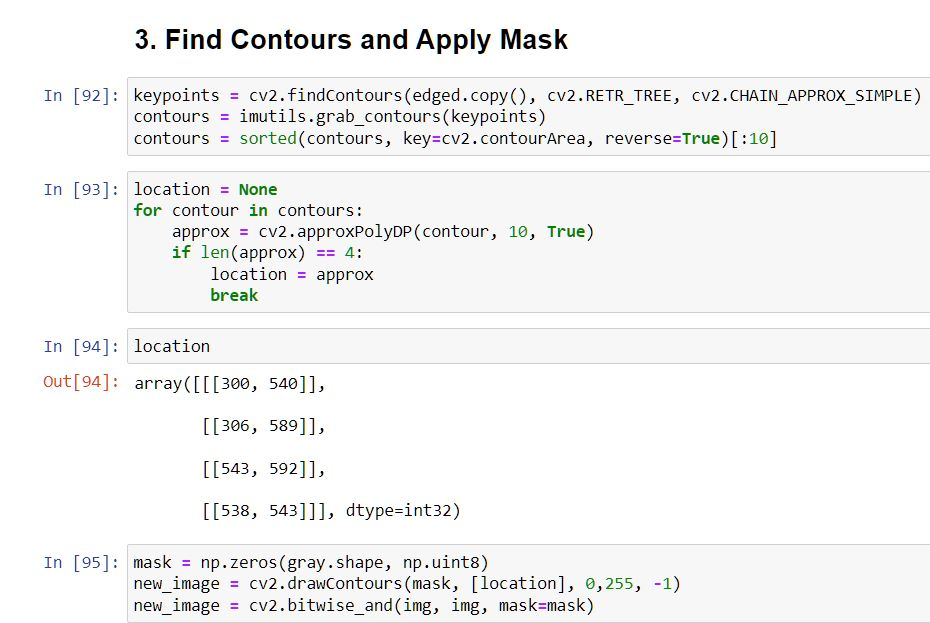 3. Find Contours and Apply Mask
In [92]: keypoints = cv2.findContours(edged.copy(), cv2.RETR_TREE, cv2.CHAIN_APPROX_SIMPLE)
contours = imutils.grab_contours(keypoints)
contours = sorted(contours, key=cv2.contourArea, reverse=True)[:10]
In [93]: location = None
for contour in contours:
    approx = cv2.approxPolyDP(contour, 10, True)
    if len(approx) == 4:
        location = approx
        break
In [94]: location
Out[94]: array([[[300, 540]],
[[306, 589]],
[[543, 592]],
[[538, 543]]], dtype=int32)
In [95]: mask = np.zeros(gray.shape, np.uint8)
new_image = cv2.drawContours(mask, [location], 0,255, -1)
new_image = cv2.bitwise_and(img, img, mask=mask)